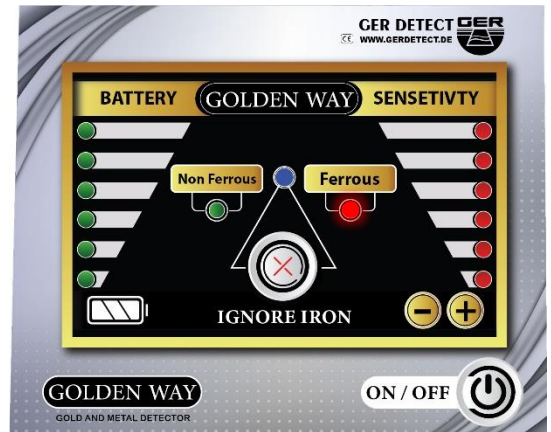 GER DETECT GER
CE WWW.GERDETECT.DE
BATTERY GOLDEN WAY SENSETIVTY
Non Ferrous Ferrous
IGNORE IRON
- +
GOLDEN WAY ON / OFF
GOLD AND METAL DETECTOR